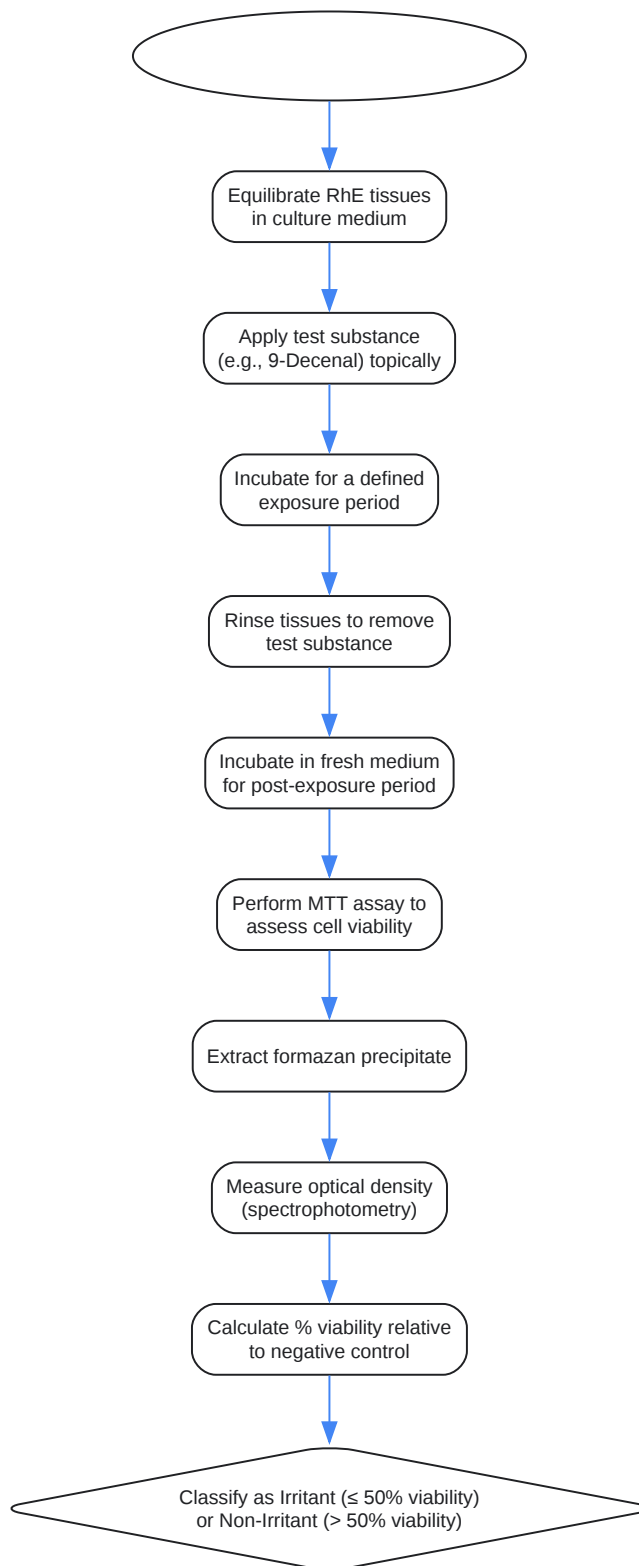 Equilibrate RhE tissues
in culture medium
Apply test substance
(e.g., 9-Decenal) topically
Incubate for a defined
exposure period
Rinse tissues to remove
test substance
Incubate in fresh medium
for post-exposure period
Perform MTT assay to
assess cell viability
Extract formazan precipitate
Measure optical density
(spectrophotometry)
Calculate % viability relative
to negative control
Classify as Irritant (≤ 50% viability)
or Non-Irritant (> 50% viability)